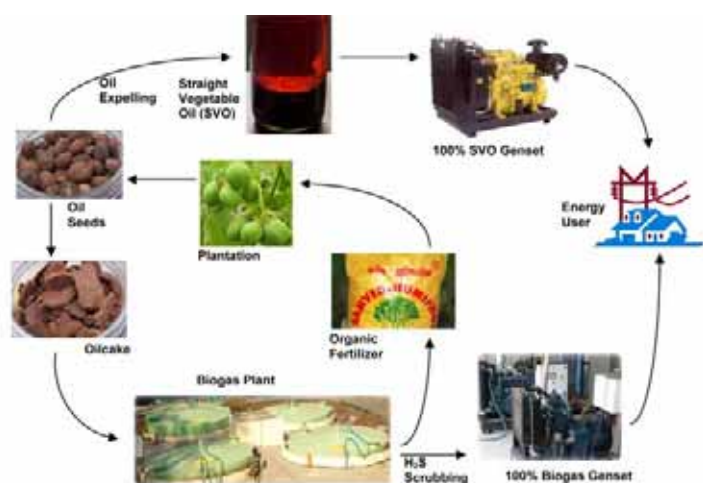 Oil
Expelling
Straight
Vegetable
Oil (SVO)
100% SVO Genset
Oil
Seeds
Plantation
Energy
User
Oilcake
Organic
Fertilizer
Biogas Plant
H₂S
Scrubbing
100% Biogas Genset